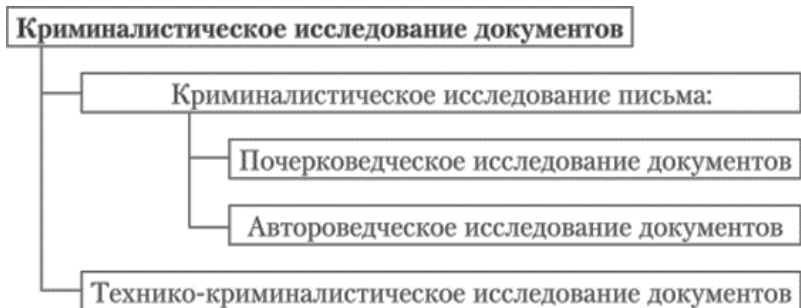 Криминалистическое исследование документов
Криминалистическое исследование письма:
Почерковедческое исследование документов
Автороведческое исследование документов
Технико-криминалистическое исследование документов